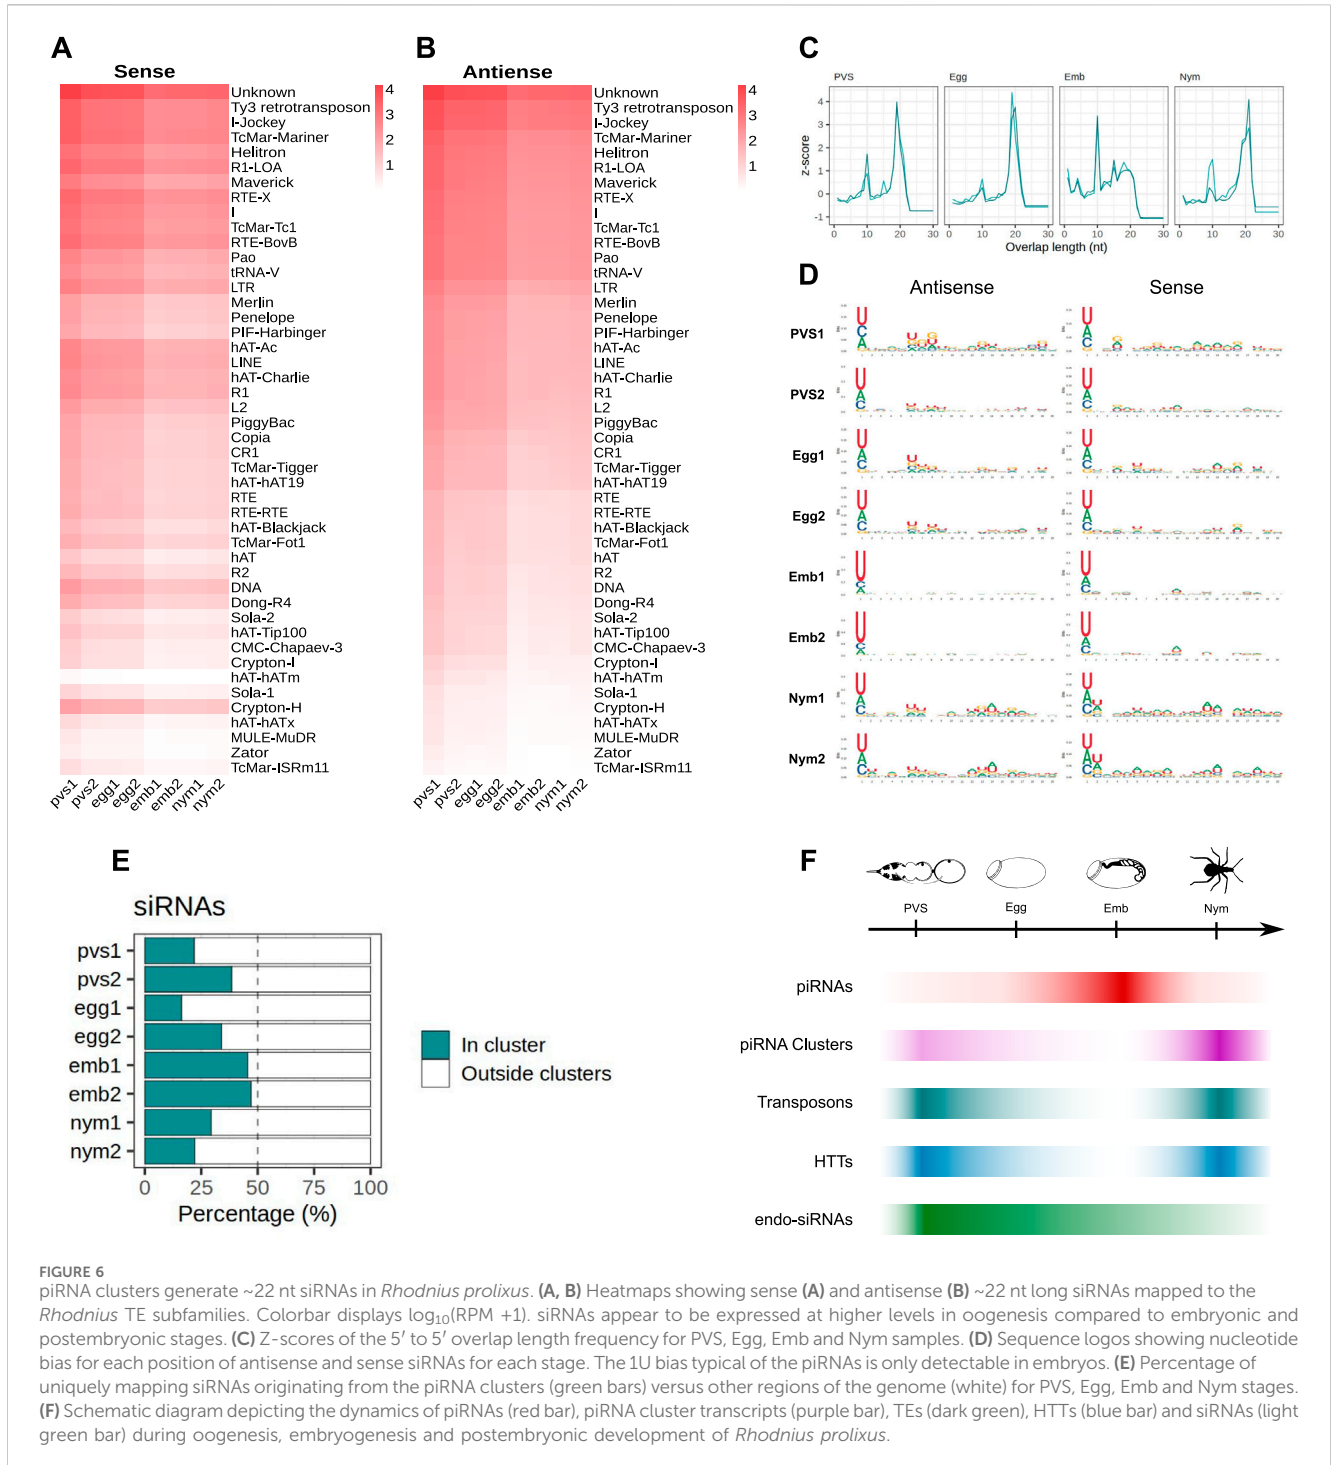 A
Sense
4
3
2
1
Unknown
Ty3 retrotransposon
I-Jockey
TcMar-Mariner
Helitron
R1-LOA
Maverick
RTE-X
I
TcMar-Tc1
RTE-BovB
Pao
tRNA-V
LTR
Merlin
Penelope
PIF-Harbinger
hAT-Ac
LINE
hAT-Charlie
R1
L2
PiggyBac
Copia
CR1
TcMar-Tigger
hAT-hAT19
RTE
RTE-RTE
hAT-Blackjack
TcMar-Fot1
hAT
R2
DNA
Dong-R4
Sola-2
hAT-Tip100
CMC-Chapaev-3
Crypton-I
hAT-hATm
Sola-1
Crypton-H
hAT-hATx
MULE-MuDR
Zator
TcMar-ISRm11
pvs1 pvs2 egg1 egg2 emb1 emb2 nym1 nym2
B
Antiense
4
3
2
1
Unknown
Ty3 retrotransposon
I-Jockey
TcMar-Mariner
Helitron
R1-LOA
Maverick
RTE-X
I
TcMar-Tc1
RTE-BovB
Pao
tRNA-V
LTR
Merlin
Penelope
PIF-Harbinger
hAT-Ac
LINE
hAT-Charlie
R1
L2
PiggyBac
Copia
CR1
TcMar-Tigger
hAT-hAT19
RTE
RTE-RTE
hAT-Blackjack
TcMar-Fot1
hAT
R2
DNA
Dong-R4
Sola-2
hAT-Tip100
CMC-Chapaev-3
Crypton-I
hAT-hATm
Sola-1
Crypton-H
hAT-hATx
MULE-MuDR
Zator
TcMar-ISRm11
pvs1 pvs2 egg1 egg2 emb1 emb2 nym1 nym2
C
PVS Egg Emb Nym
z-score
4
3
2
1
0
-1
0 10 20 30 0 10 20 30 0 10 20 30 0 10 20 30
Overlap length (nt)
D
Antisense Sense
PVS1
PVS2
Egg1
Egg2
Emb1
Emb2
Nym1
Nym2
E
siRNAs
pvs1
pvs2
egg1
egg2
emb1
emb2
nym1
nym2
0 25 50 75 100
Percentage (%)
In cluster
Outside clusters
F
PVS Egg Emb Nym
piRNAs
piRNA Clusters
Transposons
HTTs
endo-siRNAs
FIGURE 6
piRNA clusters generate ~22 nt siRNAs in Rhodnius prolixus. (A, B) Heatmaps showing sense (A) and antisense (B) ~22 nt long siRNAs mapped to the
Rhodnius TE subfamilies. Colorbar displays log10(RPM +1). siRNAs appear to be expressed at higher levels in oogenesis compared to embryonic and
postembryonic stages. (C) Z-scores of the 5′ to 5′ overlap length frequency for PVS, Egg, Emb and Nym samples. (D) Sequence logos showing nucleotide
bias for each position of antisense and sense siRNAs for each stage. The 1U bias typical of the piRNAs is only detectable in embryos. (E) Percentage of
uniquely mapping siRNAs originating from the piRNA clusters (green bars) versus other regions of the genome (white) for PVS, Egg, Emb and Nym stages.
(F) Schematic diagram depicting the dynamics of piRNAs (red bar), piRNA cluster transcripts (purple bar), TEs (dark green), HTTs (blue bar) and siRNAs (light
green bar) during oogenesis, embryogenesis and postembryonic development of Rhodnius prolixus.